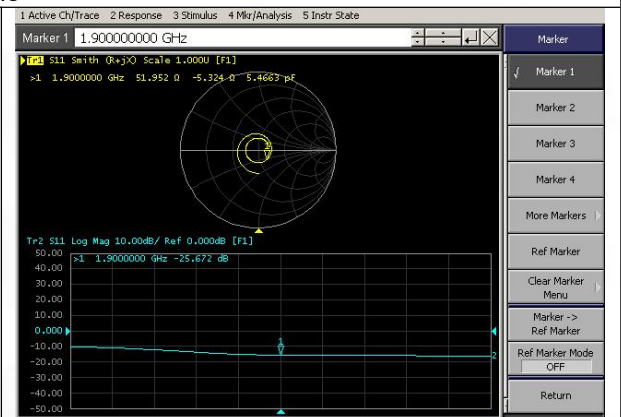 1 Active Ch/Trace 2 Response 3 Stimulus 4 Mkr/Analysis 5 Instr State
Marker 1 1.900000000 GHz
Tr1 S11 Smith (R+jX) Scale 1.000U [F1]
>1 1.9000000 GHz 51.952 Ω -5.324 Ω 5.4663 pF
Tr2 S11 Log Mag 10.00dB/ Ref 0.000dB [F1]
50.00
>1 1.9000000 GHz -25.672 dB
40.00
30.00
20.00
10.00
0.000
-10.00
1
2
-20.00
-30.00
-40.00
-50.00
Marker
√ Marker 1
Marker 2
Marker 3
Marker 4
More Markers
Ref Marker
Clear Marker
Menu
Marker ->
Ref Marker
Ref Marker Mode
OFF
Return